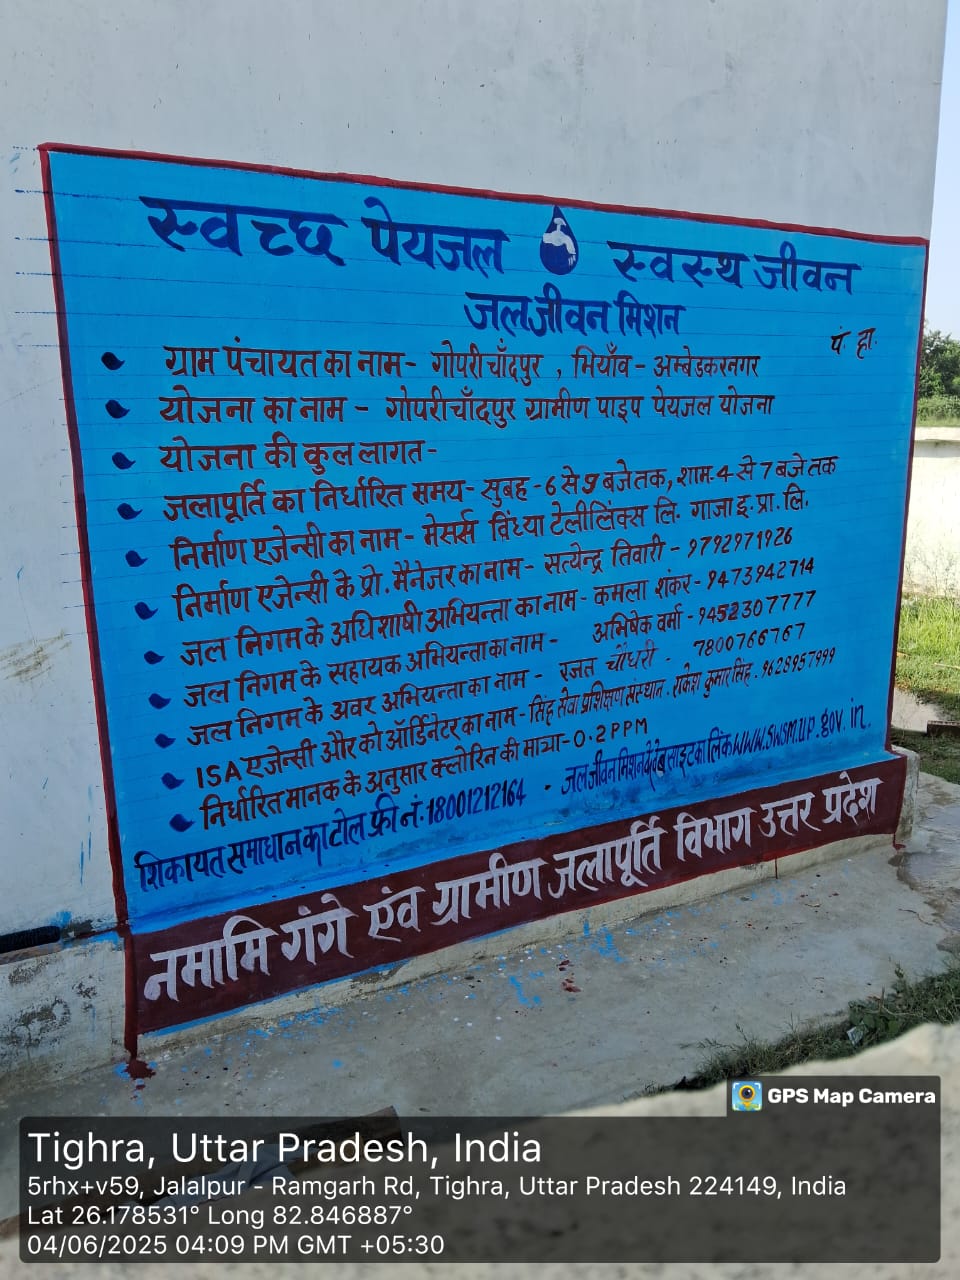 स्वच्छ पेयजल स्वस्थ जीवन
जल जीवन मिशन
पं. हा.
ग्राम पंचायत का नाम - गोपरी चाँदपुर , भियाँव - अम्बेडकरनगर
योजना का नाम - गोपरी चाँदपुर ग्रामीण पाइप पेयजल योजना
योजना की कुल लागत -
जलापूर्ति का निर्धारित समय - सुबह - 6 से 9 बजे तक, शाम. 4 से 7 बजे तक
निर्माण एजेन्सी का नाम - मेसर्स विंध्या टेलीलिंक्स लि. गाजा इ. प्रा. लि.
निर्माण एजेन्सी के प्रो. मैनेजर का नाम - सत्येन्द्र तिवारी - 9792971926
जल निगम के अधिशाषी अभियन्ता का नाम - कमला शंकर - 9473942714
जल निगम के सहायक अभियन्ता का नाम - अभिषेक वर्मा - 9452307777
जल निगम के अवर अभियन्ता का नाम - रजत चौधरी - 7800766767
ISA एजेन्सी और को ऑर्डिनेटर का नाम - सिंह सेवा प्रशिक्षण संस्थान . राकेश कुमार सिंह . 9628957999
निर्धारित मानक के अनुसार क्लोरिन की मात्रा - 0.2 PPM
शिकायत समाधान का टोल फ्री नं. 18001212164 • जल जीवन मिशन के वेबसाइट का लिंक WWW.SWSM.UP.gov.in.
नमामि गंगे एंव ग्रामीण जलापूर्ति विभाग उत्तर प्रदेश
GPS Map Camera
Tighra, Uttar Pradesh, India
5rhx+v59, Jalalpur - Ramgarh Rd, Tighra, Uttar Pradesh 224149, India
Lat 26.178531° Long 82.846887°
04/06/2025 04:09 PM GMT +05:30